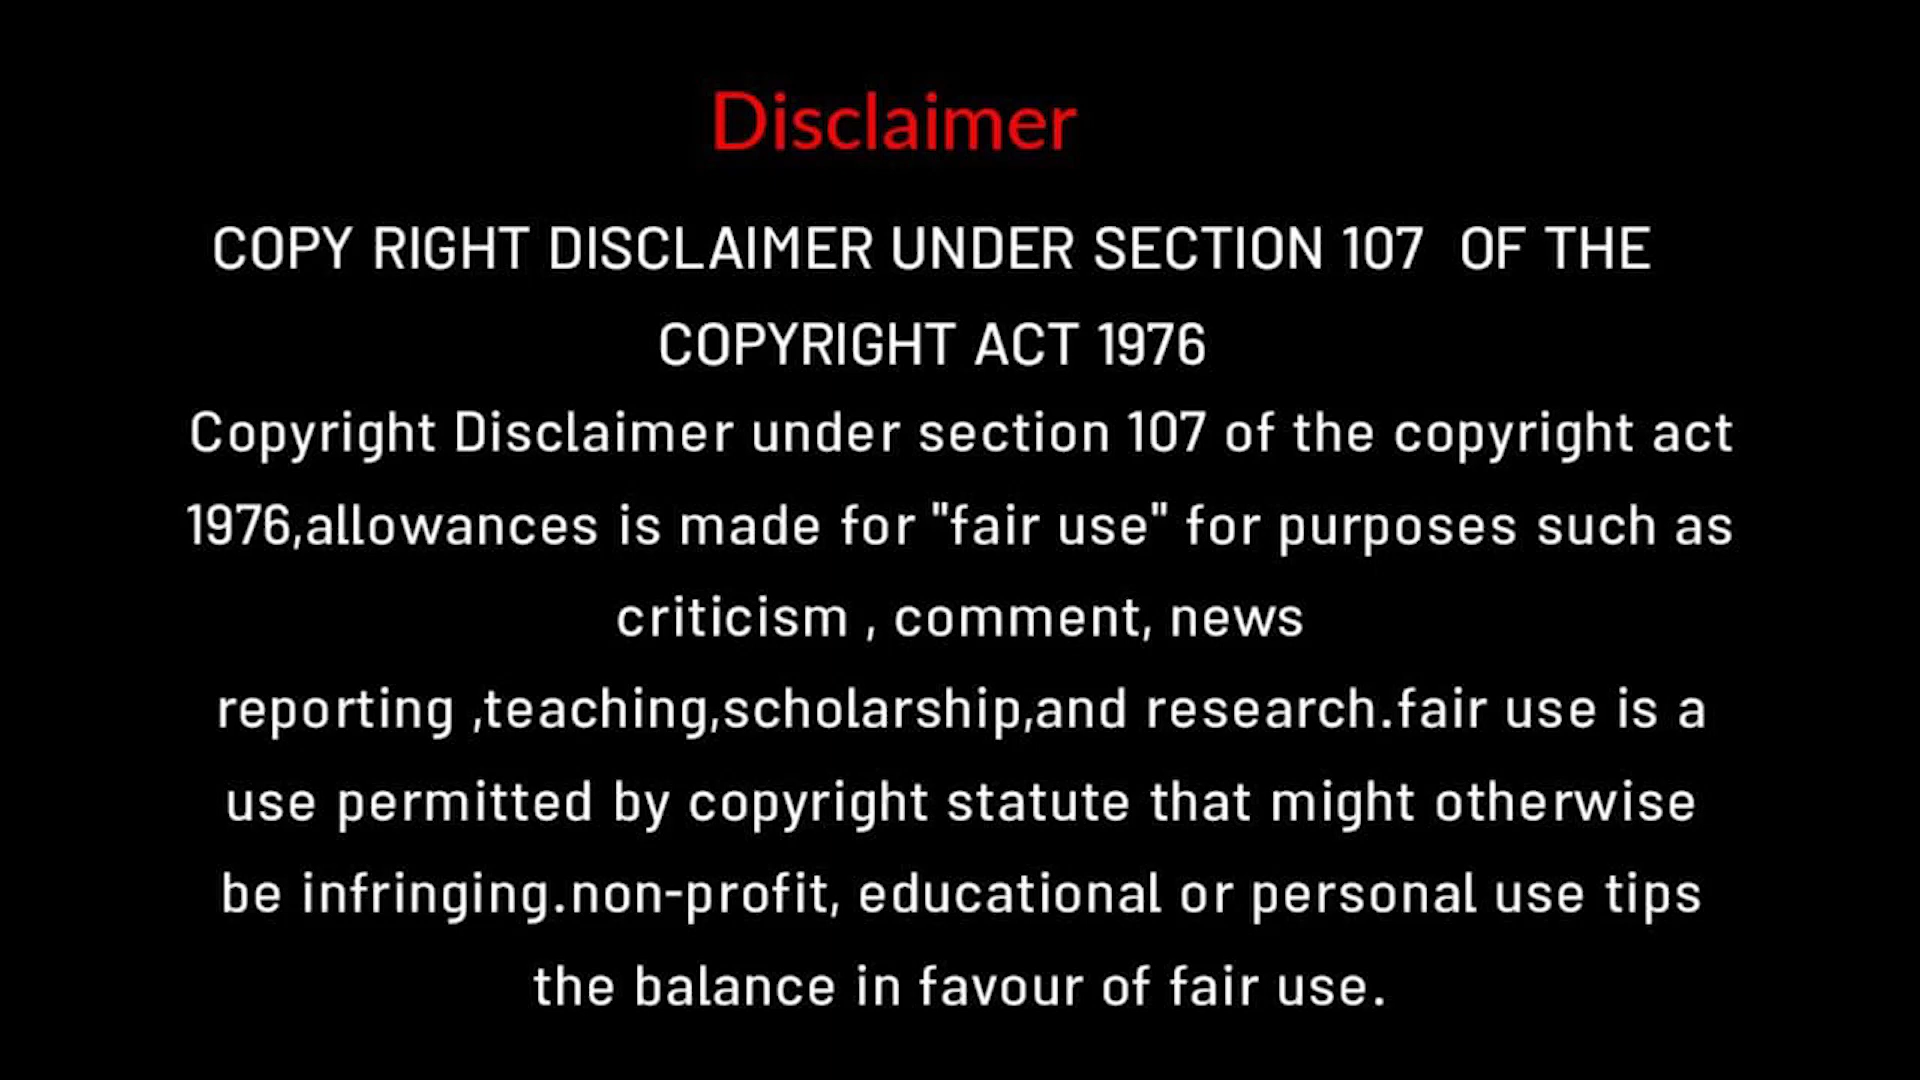 Disclaimer
COPY RIGHT DISCLAIMER UNDER SECTION 107 OF THE
COPYRIGHT ACT 1976
Copyright Disclaimer under section 107 of the copyright act
1976,allowances is made for "fair use" for purposes such as
criticism , comment, news
reporting ,teaching,scholarship,and research.fair use is a
use permitted by copyright statute that might otherwise
be infringing.non-profit, educational or personal use tips
the balance in favour of fair use.